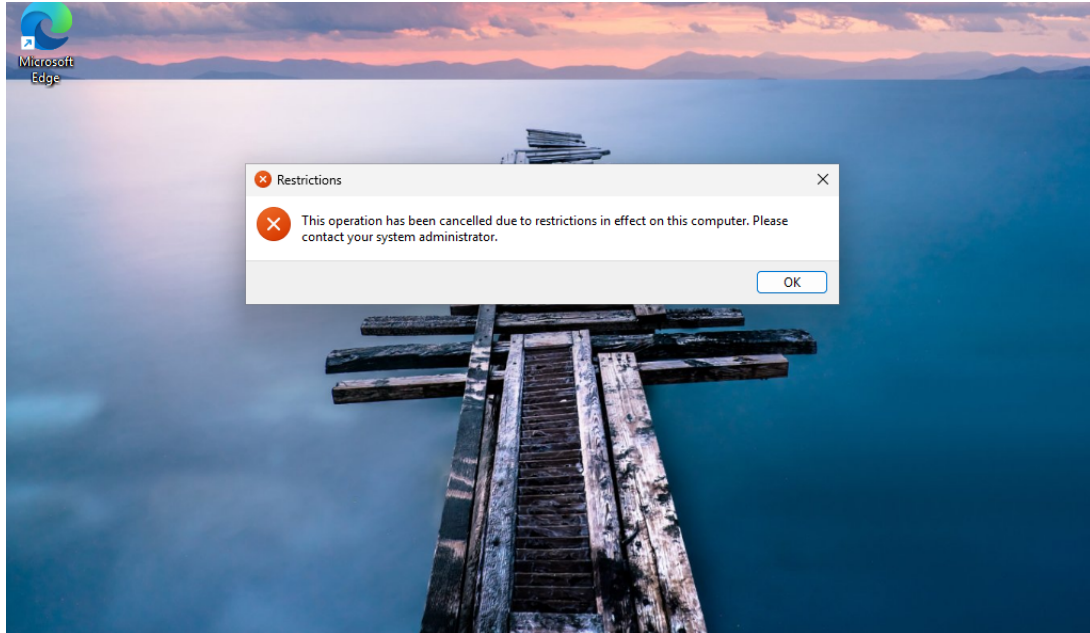 Microsoft
Edge
Restrictions
This operation has been cancelled due to restrictions in effect on this computer. Please
contact your system administrator.
OK